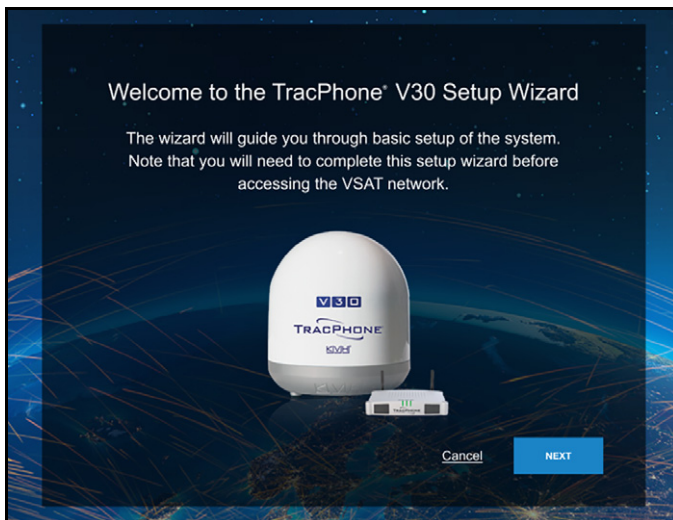 Welcome to the TracPhone® V30 Setup Wizard
The wizard will guide you through basic setup of the system.
Note that you will need to complete this setup wizard before
accessing the VSAT network.
V30
TRACPHONE
KVH
KVH
TRACPHONE
Cancel
NEXT